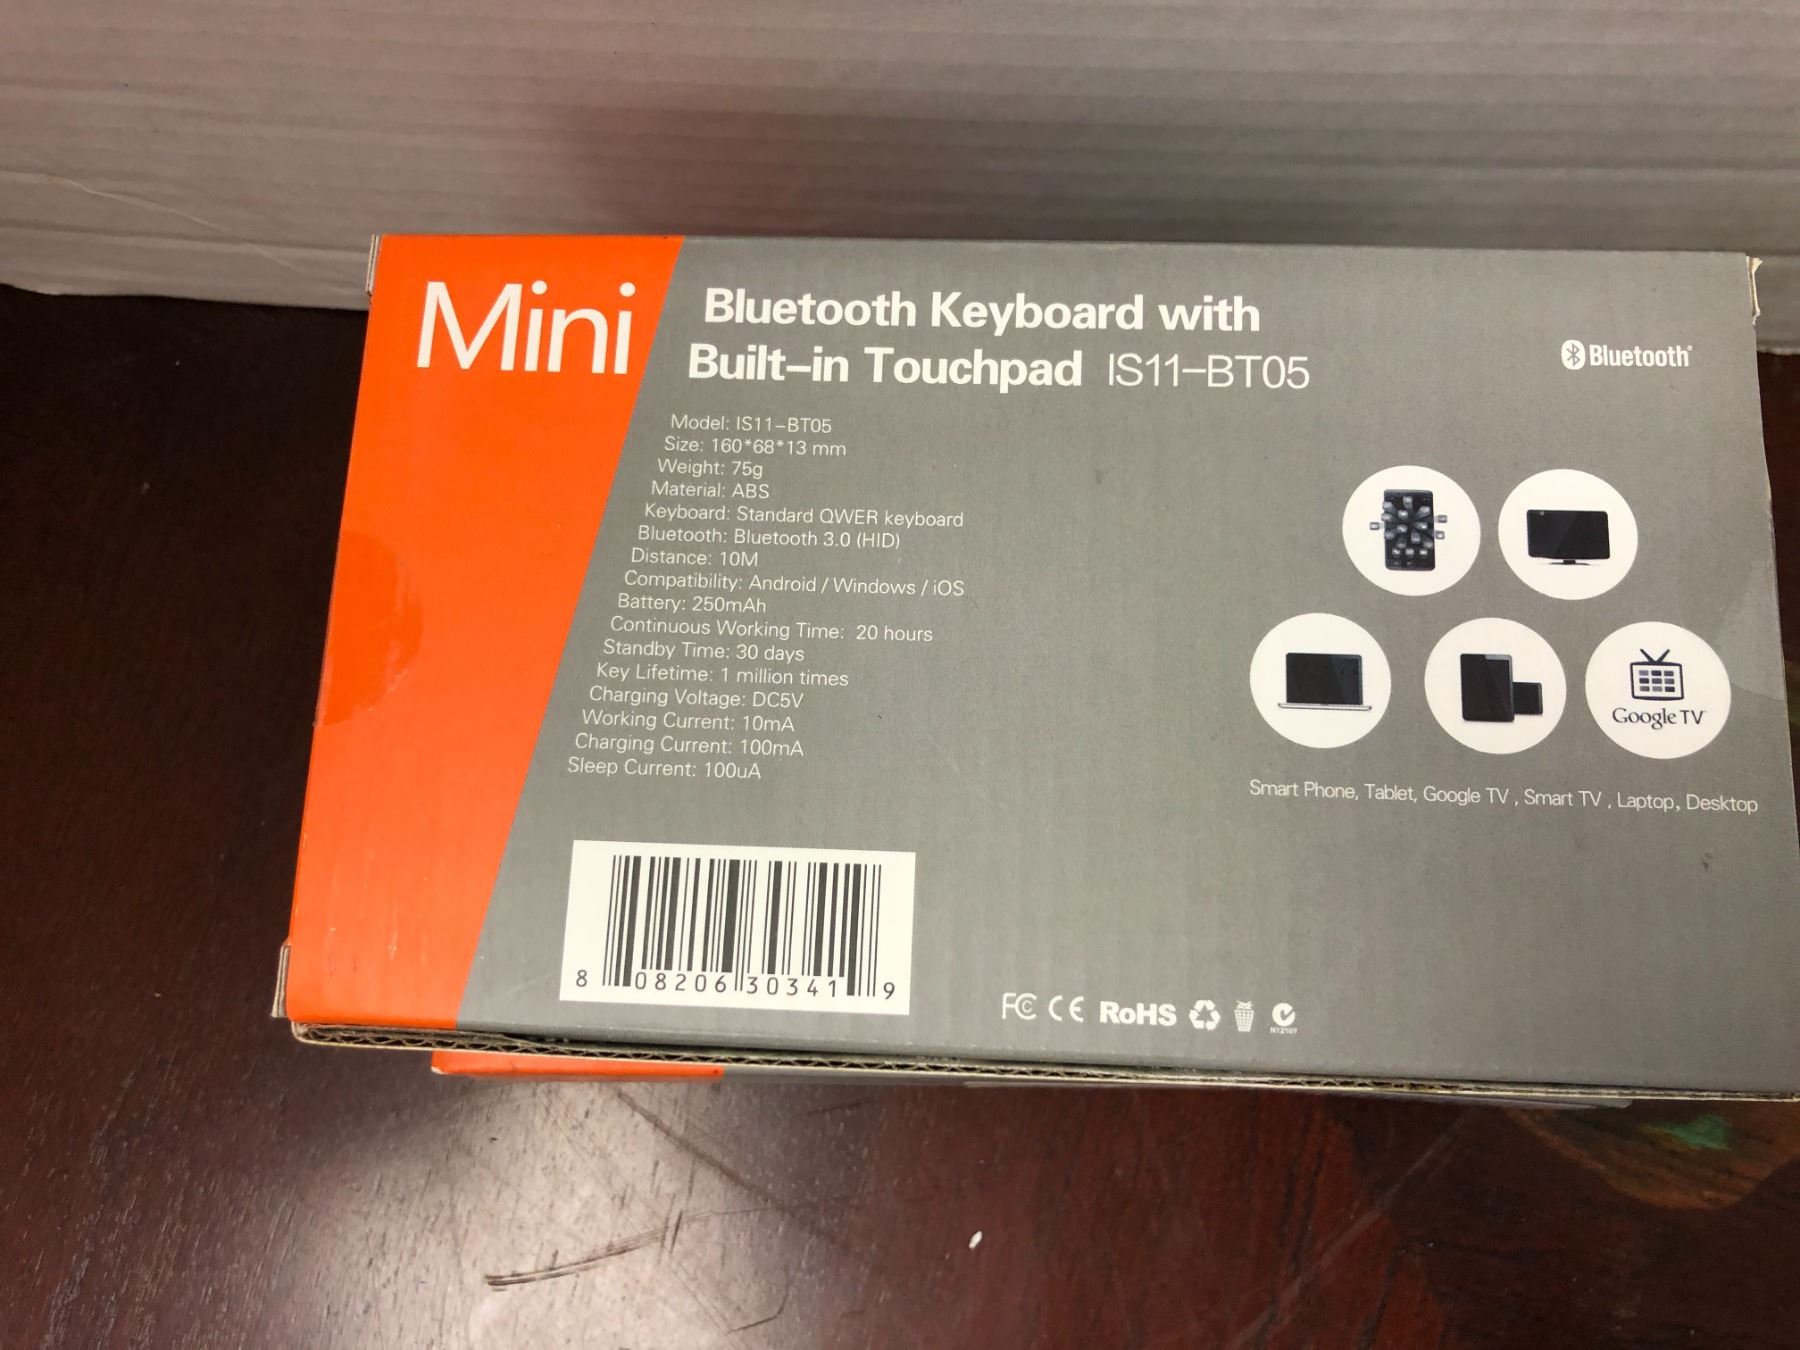 Mini
Bluetooth Keyboard with
Built-in Touchpad IS11-BT05
Bluetooth®
Model: IS11-BT05
Size: 160*68*13 mm
Weight: 75g
Material: ABS
Keyboard: Standard QWER keyboard
Bluetooth: Bluetooth 3.0 (HID)
Distance: 10M
Compatibility: Android / Windows / iOS
Battery: 250mAh
Continuous Working Time: 20 hours
Standby Time: 30 days
Key Lifetime: 1 million times
Charging Voltage: DC5V
Working Current: 10mA
Charging Current: 100mA
Sleep Current: 100uA
Google TV
Smart Phone, Tablet, Google TV , Smart TV , Laptop, Desktop
8 08206 30341 9
FC CE RoHS
N12107